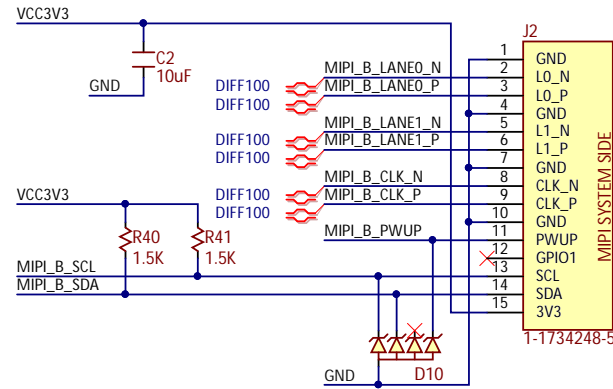 VCC3V3
J2
C2
10uF
GND
1 GND
MIPI_B_LANE0_N 2 L0_N
DIFF100
MIPI_B_LANE0_P 3 L0_P
DIFF100
4 GND
MIPI_B_LANE1_N 5 L1_N
DIFF100
MIPI_B_LANE1_P 6 L1_P
DIFF100
7 GND
MIPI_B_CLK_N 8 CLK_N
DIFF100
MIPI_B_CLK_P 9 CLK_P
DIFF100
10 GND
VCC3V3
MIPI_B_PWUP 11 PWUP
R40
1.5K
R41
1.5K
12 GPIO1
MIPI_B_SCL 13 SCL
MIPI_B_SDA 14 SDA
15 3V3
MIPI SYSTEM SIDE
1-1734248-5
GND
D10